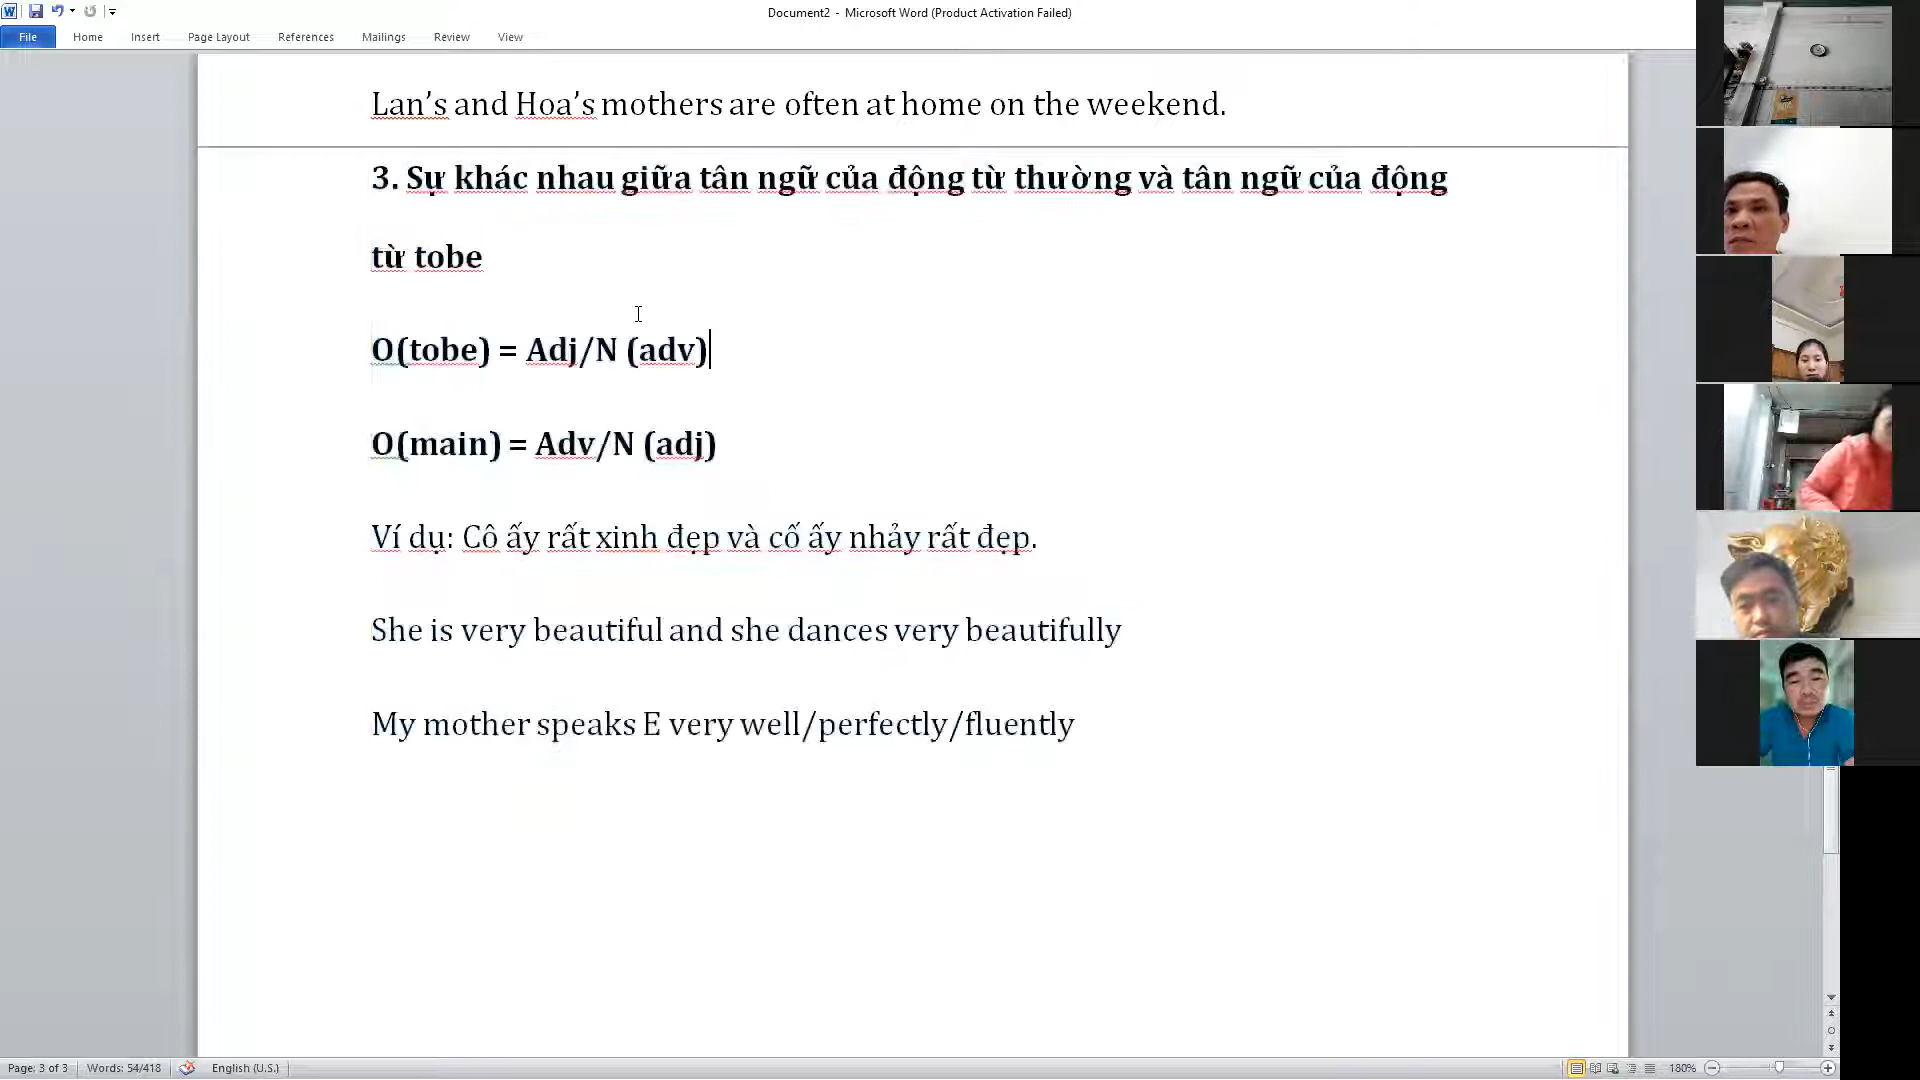 Document2 - Microsoft Word (Product Activation Failed)
File Home Insert Page Layout References Mailings Review View
Lan’s and Hoa’s mothers are often at home on the weekend.
3. Sự khác nhau giữa tân ngữ của động từ thường và tân ngữ của động
từ tobe
O(tobe) = Adj/N (adv)
O(main) = Adv/N (adj)
Ví dụ: Cô ấy rất xinh đẹp và cố ấy nhảy rất đẹp.
She is very beautiful and she dances very beautifully
My mother speaks E very well/perfectly/fluently
Page: 3 of 3 Words: 54/418 English (U.S.) 180%